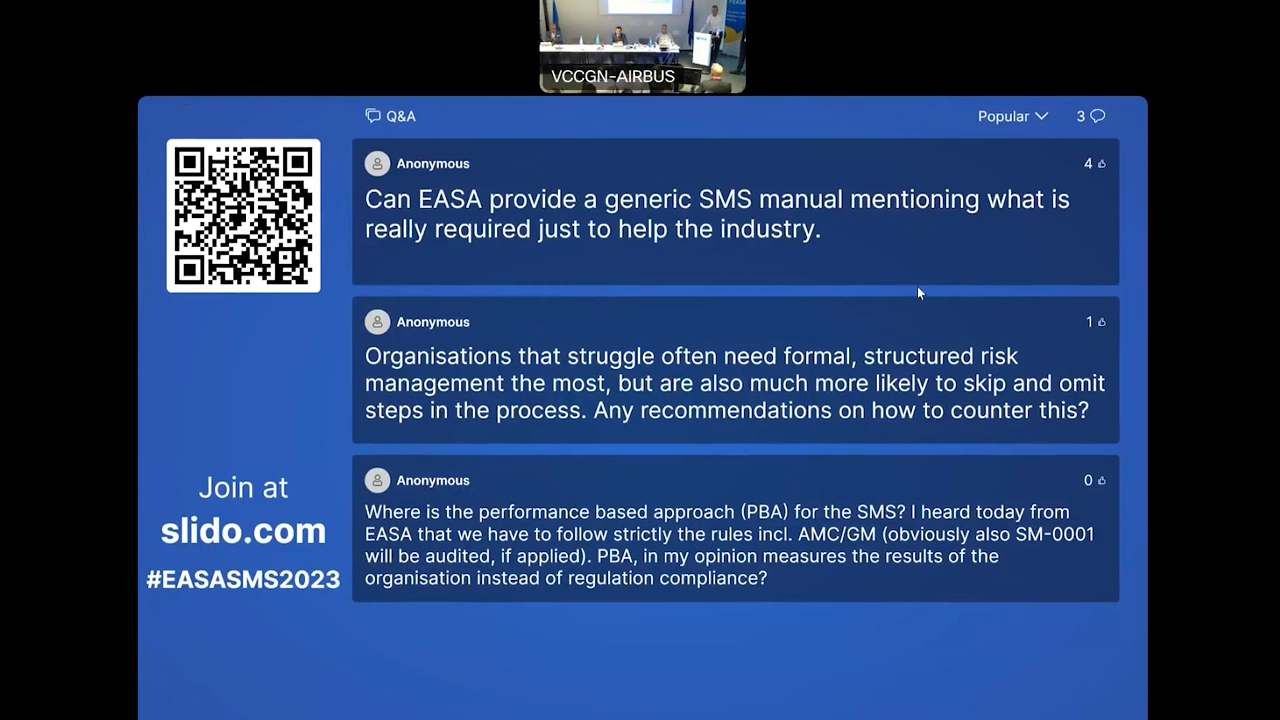 VCCGN-AIRBUS
Q&A
Popular
3
Anonymous
4
Can EASA provide a generic SMS manual mentioning what is
really required just to help the industry.
Anonymous
1
Organisations that struggle often need formal, structured risk
management the most, but are also much more likely to skip and omit
steps in the process. Any recommendations on how to counter this?
Anonymous
0
Where is the performance based approach (PBA) for the SMS? I heard today from
EASA that we have to follow strictly the rules incl. AMC/GM (obviously also SM-0001
will be audited, if applied). PBA, in my opinion measures the results of the
organisation instead of regulation compliance?
Join at
slido.com
#EASASMS2023